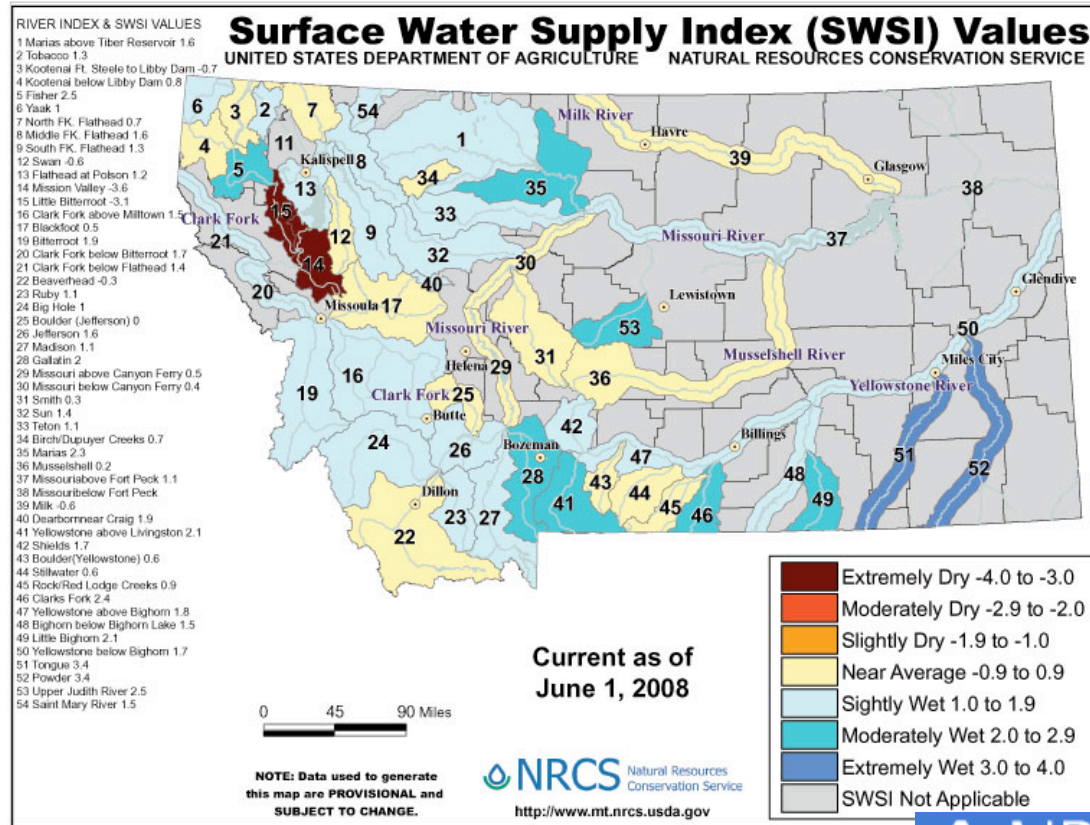 Surface Water Supply Index (SWSI) Values
UNITED STATES DEPARTMENT OF AGRICULTURE NATURAL RESOURCES CONSERVATION SERVICE
RIVER INDEX & SWSI VALUES
1 Marias above Tiber Reservoir 1.6
2 Tobacco 1.3
3 Kootenai Ft. Steele to Libby Dam -0.7
4 Kootenai below Libby Dam 0.8
5 Fisher 2.5
6 Yaak 1
7 North FK. Flathead 0.7
8 Middle FK. Flathead 1.6
9 South FK. Flathead 1.3
12 Swan -0.6
13 Flathead at Polson 1.2
14 Mission Valley -3.6
15 Little Bitterroot -3.1
16 Clark Fork above Milltown 1.5
17 Blackfoot 0.5
19 Bitterroot 1.9
20 Clark Fork below Bitterroot 1.7
21 Clark Fork below Flathead 1.4
22 Beaverhead -0.3
23 Ruby 1.1
24 Big Hole 1
25 Boulder (Jefferson) 0
26 Jefferson 1.6
27 Madison 1.1
28 Gallatin 2
29 Missouri above Canyon Ferry 0.5
30 Missouri below Canyon Ferry 0.4
31 Smith 0.3
32 Sun 1.4
33 Teton 1.1
34 Birch/Dupuyer Creeks 0.7
35 Marias 2.3
36 Musselshell 0.2
37 Missouriabove Fort Peck 1.1
38 Missouribelow Fort Peck
39 Milk -0.6
40 Dearbornnear Craig 1.9
41 Yellowstone above Livingston 2.1
42 Shields 1.7
43 Boulder(Yellowstone) 0.6
44 Stillwater 0.6
45 Rock/Red Lodge Creeks 0.9
46 Clarks Fork 2.4
47 Yellowstone above Bighorn 1.8
48 Bighorn below Bighorn Lake 1.5
49 Little Bighorn 2.1
50 Yellowstone below Bighorn 1.7
51 Tongue 3.4
52 Powder 3.4
53 Upper Judith River 2.5
54 Saint Mary River 1.5
6 3 2 7 54
Milk River
4 11 1 Havre
5 Kalispell 8 39
Glasgow
34 35 38
13
15 33
Clark Fork
12 9
21 Missouri River 37
32
14 30
40 Glendive
20 Lewistown
Missoula 17
Missouri River 53 50
Musselshell River
Helena 29 31 Miles City
19 16 36 Yellowstone River
Clark Fork 25
Butte 42
24 26 Bozeman Billings
47 51
28 43 48 52
Dillon 41 44 49
23 27 45 46
22
Current as of
June 1, 2008
0 45 90 Miles
NOTE: Data used to generate
this map are PROVISIONAL and
SUBJECT TO CHANGE.
NRCS Natural Resources
Conservation Service
http://www.mt.nrcs.usda.gov
Extremely Dry -4.0 to -3.0
Moderately Dry -2.9 to -2.0
Slightly Dry -1.9 to -1.0
Near Average -0.9 to 0.9
Sightly Wet 1.0 to 1.9
Moderately Wet 2.0 to 2.9
Extremely Wet 3.0 to 4.0
SWSI Not Applicable